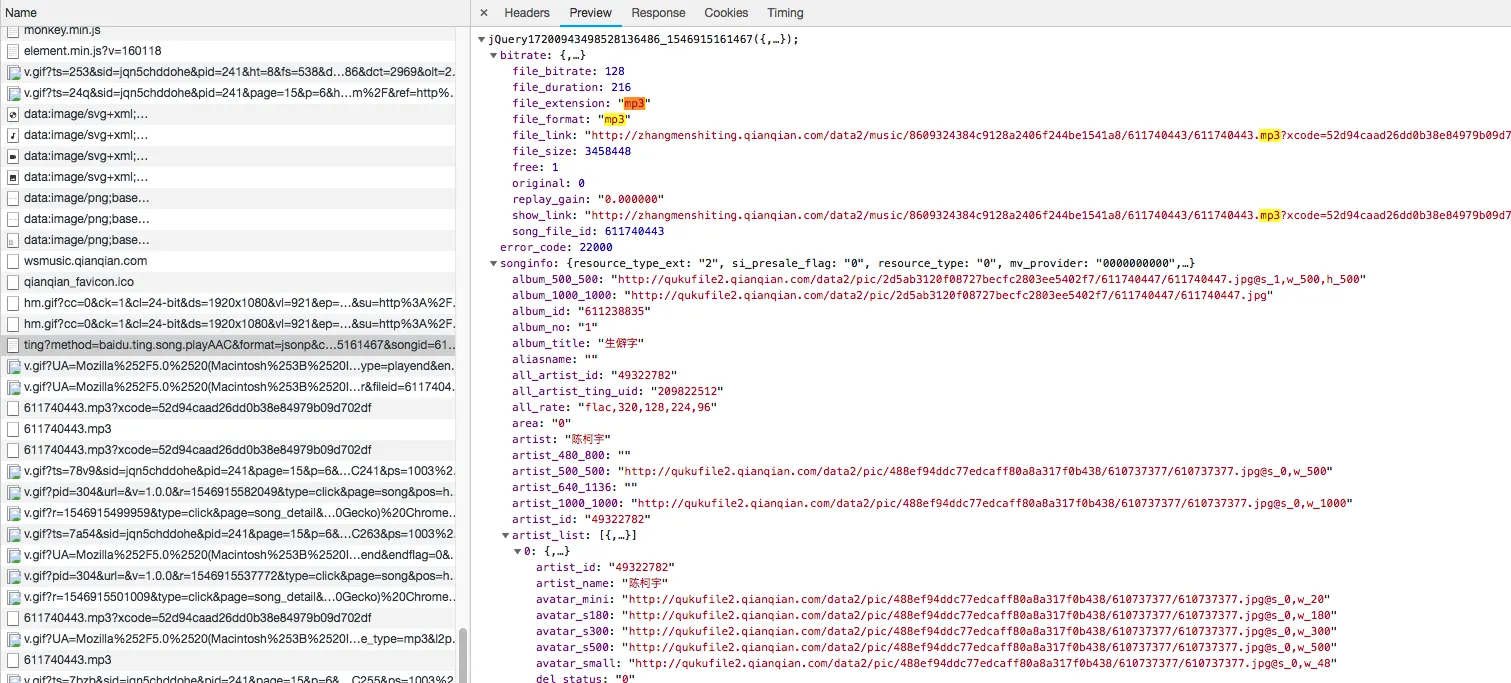 Name
monkey.min.js
element.min.js?v=160118
v.gif?ts=253&sid=jqn5chddohe&pid=241&ht=8&fs=538&d…86&dct=2969&olt=2…
v.gif?ts=24q&sid=jqn5chddohe&pid=241&page=15&p=6&h…m%2F&ref=http%…
data:image/svg+xml;…
data:image/svg+xml;…
data:image/svg+xml;…
data:image/svg+xml;…
data:image/png;base…
data:image/png;base…
data:image/png;base…
wsmusic.qianqian.com
qianqian_favicon.ico
hm.gif?cc=0&ck=1&cl=24-bit&ds=1920x1080&vl=921&ep=…&su=http%3A%2F…
hm.gif?cc=0&ck=1&cl=24-bit&ds=1920x1080&vl=921&ep=…&su=http%3A%2F…
ting?method=baidu.ting.song.playAAC&format=jsonp&c…5161467&songid=61…
v.gif?UA=Mozilla%252F5.0%2520(Macintosh%253B%2520I…ype=playend&en…
v.gif?UA=Mozilla%252F5.0%2520(Macintosh%253B%2520I…r&fileid=6117404…
611740443.mp3?xcode=52d94caad26dd0b38e84979b09d702df
611740443.mp3
611740443.mp3?xcode=52d94caad26dd0b38e84979b09d702df
v.gif?ts=78v9&sid=jqn5chddohe&pid=241&page=15&p=6&…C241&ps=1003%2…
v.gif?pid=304&url=&v=1.0.0&r=1546915582049&type=click&page=song&pos=h…
v.gif?r=1546915499959&type=click&page=song_detail&…0Gecko)%20Chrome…
v.gif?ts=7a54&sid=jqn5chddohe&pid=241&page=15&p=6&…C263&ps=1003%2…
v.gif?UA=Mozilla%252F5.0%2520(Macintosh%253B%2520I…end&endflag=0&…
v.gif?pid=304&url=&v=1.0.0&r=1546915537772&type=click&page=song&pos=h…
v.gif?r=1546915501009&type=click&page=song_detail&…0Gecko)%20Chrome…
611740443.mp3?xcode=52d94caad26dd0b38e84979b09d702df
v.gif?UA=Mozilla%252F5.0%2520(Macintosh%253B%2520I…e_type=mp3&l2p…
611740443.mp3
v.gif?ts=7bzb&sid=jqn5chddohe&pid=241&page=15&p=6&…C255&ps=1003%2…
× Headers Preview Response Cookies Timing
jQuery17200943498528136486_1546915161467({,…});
bitrate: {,…}
file_bitrate: 128
file_duration: 216
file_extension: "mp3"
file_format: "mp3"
file_link: "http://zhangmenshiting.qianqian.com/data2/music/8609324384c9128a2406f244be1541a8/611740443/611740443.mp3?xcode=52d94caad26dd0b38e84979b09d7
file_size: 3458448
free: 1
original: 0
replay_gain: "0.000000"
show_link: "http://zhangmenshiting.qianqian.com/data2/music/8609324384c9128a2406f244be1541a8/611740443/611740443.mp3?xcode=52d94caad26dd0b38e84979b09d7
song_file_id: 611740443
error_code: 22000
songinfo: {resource_type_ext: "2", si_presale_flag: "0", resource_type: "0", mv_provider: "0000000000",…}
album_500_500: "http://qukufile2.qianqian.com/data2/pic/2d5ab3120f08727becfc2803ee5402f7/611740447/611740447.jpg@s_1,w_500,h_500"
album_1000_1000: "http://qukufile2.qianqian.com/data2/pic/2d5ab3120f08727becfc2803ee5402f7/611740447/611740447.jpg"
album_id: "611238835"
album_no: "1"
album_title: "生僻字"
aliasname: ""
all_artist_id: "49322782"
all_artist_ting_uid: "209822512"
all_rate: "flac,320,128,224,96"
area: "0"
artist: "陈柯宇"
artist_480_800: ""
artist_500_500: "http://qukufile2.qianqian.com/data2/pic/488ef94ddc77edcaff80a8a317f0b438/610737377/610737377.jpg@s_0,w_500"
artist_640_1136: ""
artist_1000_1000: "http://qukufile2.qianqian.com/data2/pic/488ef94ddc77edcaff80a8a317f0b438/610737377/610737377.jpg@s_0,w_1000"
artist_id: "49322782"
artist_list: [{,…}]
0: {,…}
artist_id: "49322782"
artist_name: "陈柯宇"
avatar_mini: "http://qukufile2.qianqian.com/data2/pic/488ef94ddc77edcaff80a8a317f0b438/610737377/610737377.jpg@s_0,w_20"
avatar_s180: "http://qukufile2.qianqian.com/data2/pic/488ef94ddc77edcaff80a8a317f0b438/610737377/610737377.jpg@s_0,w_180"
avatar_s300: "http://qukufile2.qianqian.com/data2/pic/488ef94ddc77edcaff80a8a317f0b438/610737377/610737377.jpg@s_0,w_300"
avatar_s500: "http://qukufile2.qianqian.com/data2/pic/488ef94ddc77edcaff80a8a317f0b438/610737377/610737377.jpg@s_0,w_500"
avatar_small: "http://qukufile2.qianqian.com/data2/pic/488ef94ddc77edcaff80a8a317f0b438/610737377/610737377.jpg@s_0,w_48"
del_status: "0"